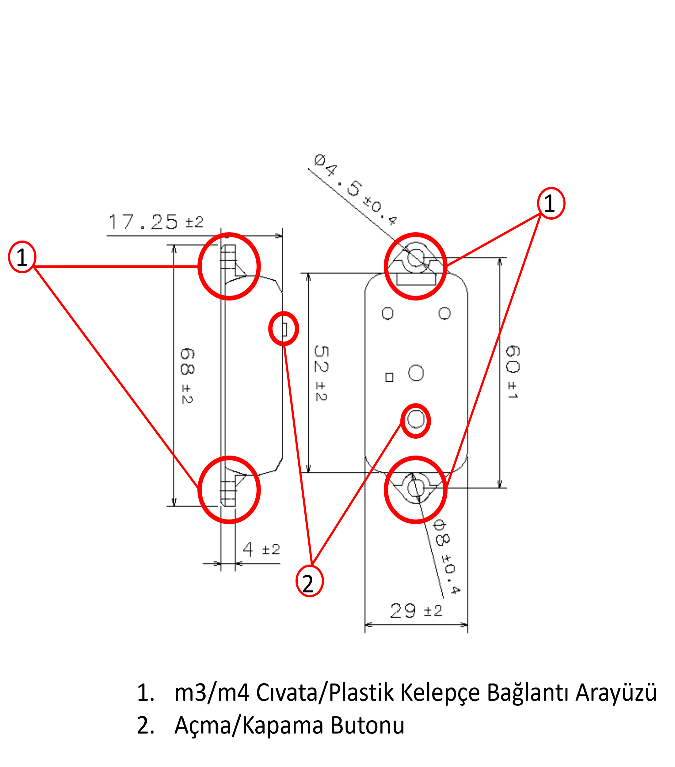 Ø4.5 ±0.4
1
17.25 ±2
1
68 ±2
52 ±2
60 ±1
4 ±2
Ø8 ±0.4
2
29 ±2
1. m3/m4 Cıvata/Plastik Kelepçe Bağlantı Arayüzü
2. Açma/Kapama Butonu